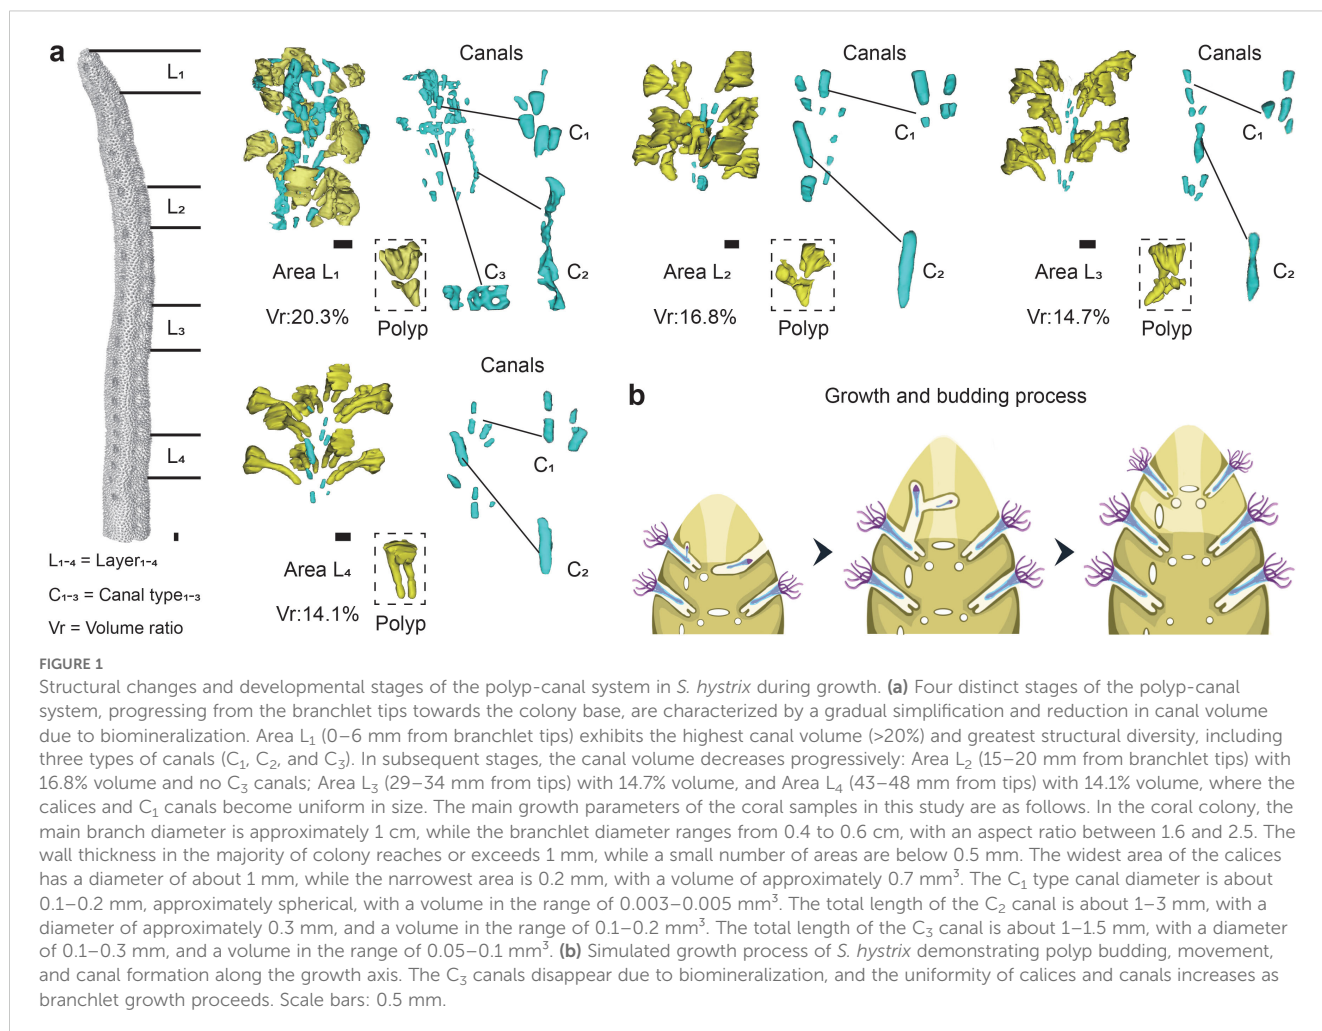 a
L₁
L₂
L₃
L₄
L₁₋₄ = Layer₁₋₄
C₁₋₃ = Canal type₁₋₃
Vr = Volume ratio
Canals
C₁
C₃
C₂
Area L₁
Vr:20.3%
Polyp
Canals
C₁
C₂
Area L₂
Vr:16.8%
Polyp
Canals
C₁
C₂
Area L₃
Vr:14.7%
Polyp
Canals
C₁
C₂
Area L₄
Vr:14.1%
Polyp
b
Growth and budding process
FIGURE 1
Structural changes and developmental stages of the polyp-canal system in S. hystrix during growth. (a) Four distinct stages of the polyp-canal
system, progressing from the branchlet tips towards the colony base, are characterized by a gradual simplification and reduction in canal volume
due to biomineralization. Area L₁ (0–6 mm from branchlet tips) exhibits the highest canal volume (>20%) and greatest structural diversity, including
three types of canals (C₁, C₂, and C₃). In subsequent stages, the canal volume decreases progressively: Area L₂ (15–20 mm from branchlet tips) with
16.8% volume and no C₃ canals; Area L₃ (29–34 mm from tips) with 14.7% volume, and Area L₄ (43–48 mm from tips) with 14.1% volume, where the
calices and C₁ canals become uniform in size. The main growth parameters of the coral samples in this study are as follows. In the coral colony, the
main branch diameter is approximately 1 cm, while the branchlet diameter ranges from 0.4 to 0.6 cm, with an aspect ratio between 1.6 and 2.5. The
wall thickness in the majority of colony reaches or exceeds 1 mm, while a small number of areas are below 0.5 mm. The widest area of the calices
has a diameter of about 1 mm, while the narrowest area is 0.2 mm, with a volume of approximately 0.7 mm³. The C₁ type canal diameter is about
0.1–0.2 mm, approximately spherical, with a volume in the range of 0.003–0.005 mm³. The total length of the C₂ canal is about 1–3 mm, with a
diameter of approximately 0.3 mm, and a volume in the range of 0.1–0.2 mm³. The total length of the C₃ canal is about 1–1.5 mm, with a diameter
of 0.1–0.3 mm, and a volume in the range of 0.05–0.1 mm³. (b) Simulated growth process of S. hystrix demonstrating polyp budding, movement,
and canal formation along the growth axis. The C₃ canals disappear due to biomineralization, and the uniformity of calices and canals increases as
branchlet growth proceeds. Scale bars: 0.5 mm.